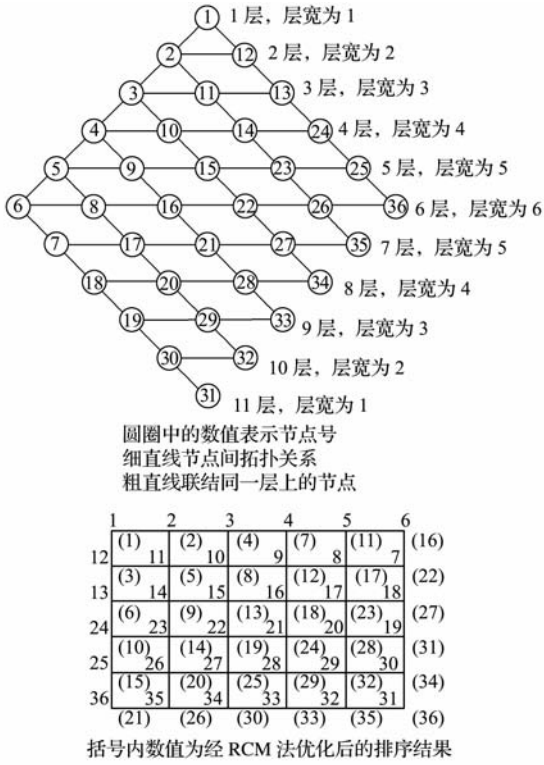 1 1 层，层宽为 1
2 12 2 层，层宽为 2
3 11 13 3 层，层宽为 3
4 10 14 24 4 层，层宽为 4
5 9 15 23 25 5 层，层宽为 5
6 8 16 22 26 36 6 层，层宽为 6
7 17 21 27 35 7 层，层宽为 5
18 20 28 34 8 层，层宽为 4
19 29 33 9 层，层宽为 3
30 32 10 层，层宽为 2
31 11 层，层宽为 1
圆圈中的数值表示节点号
细直线节点间拓扑关系
粗直线联结同一层上的节点
1 2 3 4 5 6
(1) (2) (4) (7) (11) (16)
12 11 10 9 8 7
(3) (5) (8) (12) (17) (22)
13 14 15 16 17 18
(6) (9) (13) (18) (23) (27)
24 23 22 21 20 19
(10) (14) (19) (24) (28) (31)
25 26 27 28 29 30
(15) (20) (25) (29) (32) (34)
36 35 34 33 32 31
(21) (26) (30) (33) (35) (36)
括号内数值为经 RCM 法优化后的排序结果